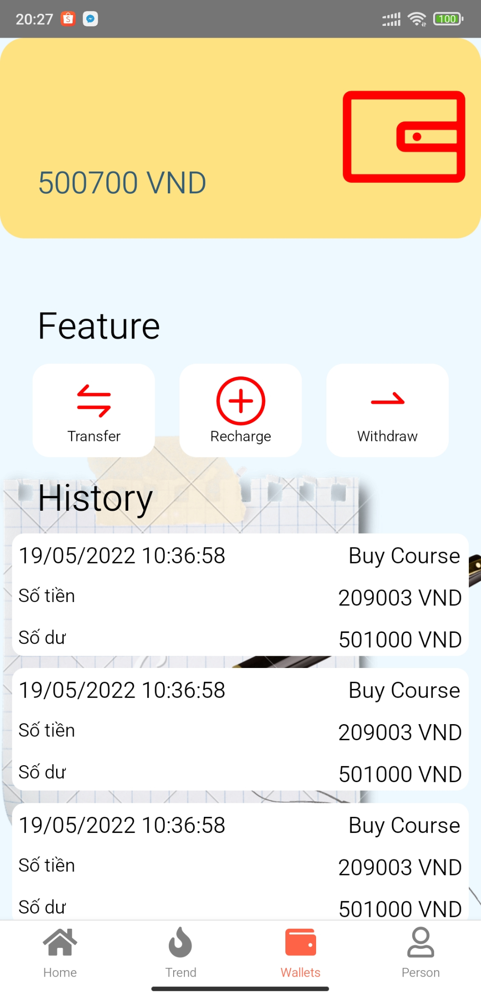 20:27
100
500700 VND
Feature
Transfer
Recharge
Withdraw
History
19/05/2022 10:36:58
Buy Course
Số tiền
209003 VND
Số dư
501000 VND
19/05/2022 10:36:58
Buy Course
Số tiền
209003 VND
Số dư
501000 VND
19/05/2022 10:36:58
Buy Course
Số tiền
209003 VND
Số dư
501000 VND
Home
Trend
Wallets
Person